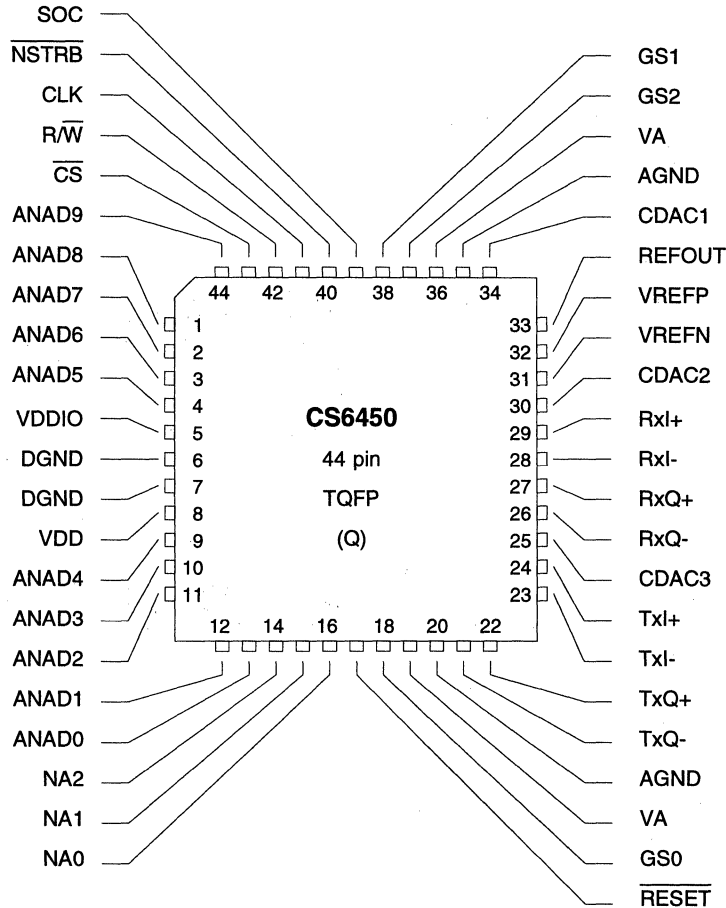 SOC
N̅S̅T̅R̅B̅
CLK
R/W̅
C̅S̅
ANAD9
ANAD8
ANAD7
ANAD6
ANAD5
VDDIO
DGND
DGND
VDD
ANAD4
ANAD3
ANAD2
ANAD1
ANAD0
NA2
NA1
NA0
44 42 40 38 36 34
1
2
3
4
5
6
7
8
9
10
11
CS6450
44 pin
TQFP
(Q)
33
32
31
30
29
28
27
26
25
24
23
12 14 16 18 20 22
GS1
GS2
VA
AGND
CDAC1
REFOUT
VREFP
VREFN
CDAC2
RxI+
RxI-
RxQ+
RxQ-
CDAC3
TxI+
TxI-
TxQ+
TxQ-
AGND
VA
GS0
R̅E̅S̅E̅T̅